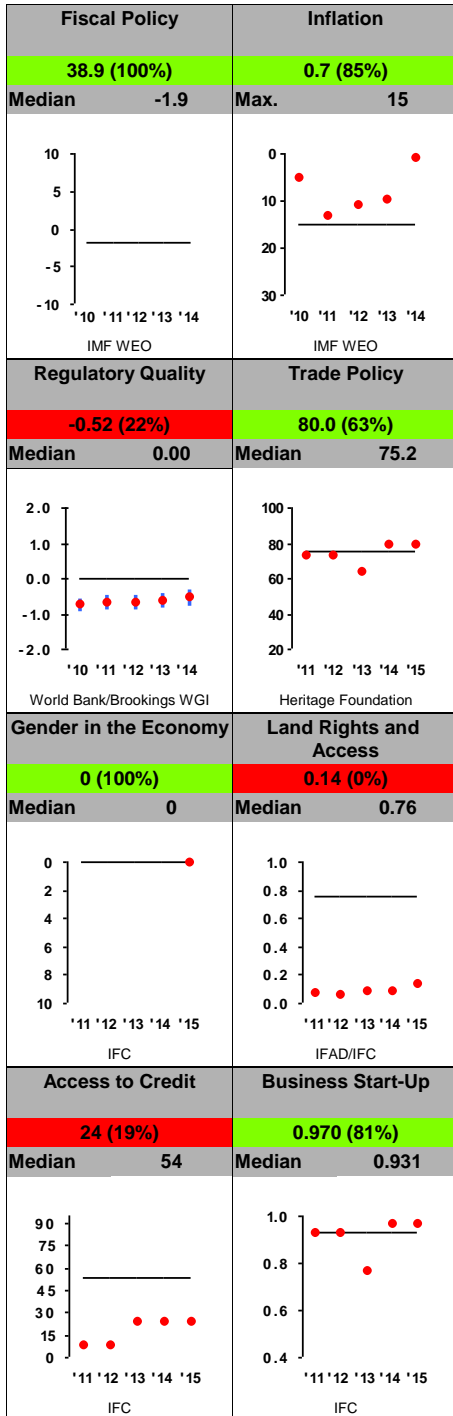 Fiscal Policy
38.9 (100%)
Median -1.9
10
5
0
-5
-10
'10 '11 '12 '13 '14
IMF WEO
Inflation
0.7 (85%)
Max. 15
0
10
20
30
'10 '11 '12 '13 '14
IMF WEO
Regulatory Quality
-0.52 (22%)
Median 0.00
2.0
1.0
0.0
-1.0
-2.0
'10 '11 '12 '13 '14
World Bank/Brookings WGI
Trade Policy
80.0 (63%)
Median 75.2
100
80
60
40
20
'11 '12 '13 '14 '15
Heritage Foundation
Gender in the Economy
0 (100%)
Median 0
0
2
4
6
8
10
'11 '12 '13 '14 '15
IFC
Land Rights and
Access
0.14 (0%)
Median 0.76
1.0
0.8
0.6
0.4
0.2
0.0
'11 '12 '13 '14 '15
IFAD/IFC
Access to Credit
24 (19%)
Median 54
90
75
60
45
30
15
0
'11 '12 '13 '14 '15
IFC
Business Start-Up
0.970 (81%)
Median 0.931
1.0
0.8
0.6
0.4
'11 '12 '13 '14 '15
IFC